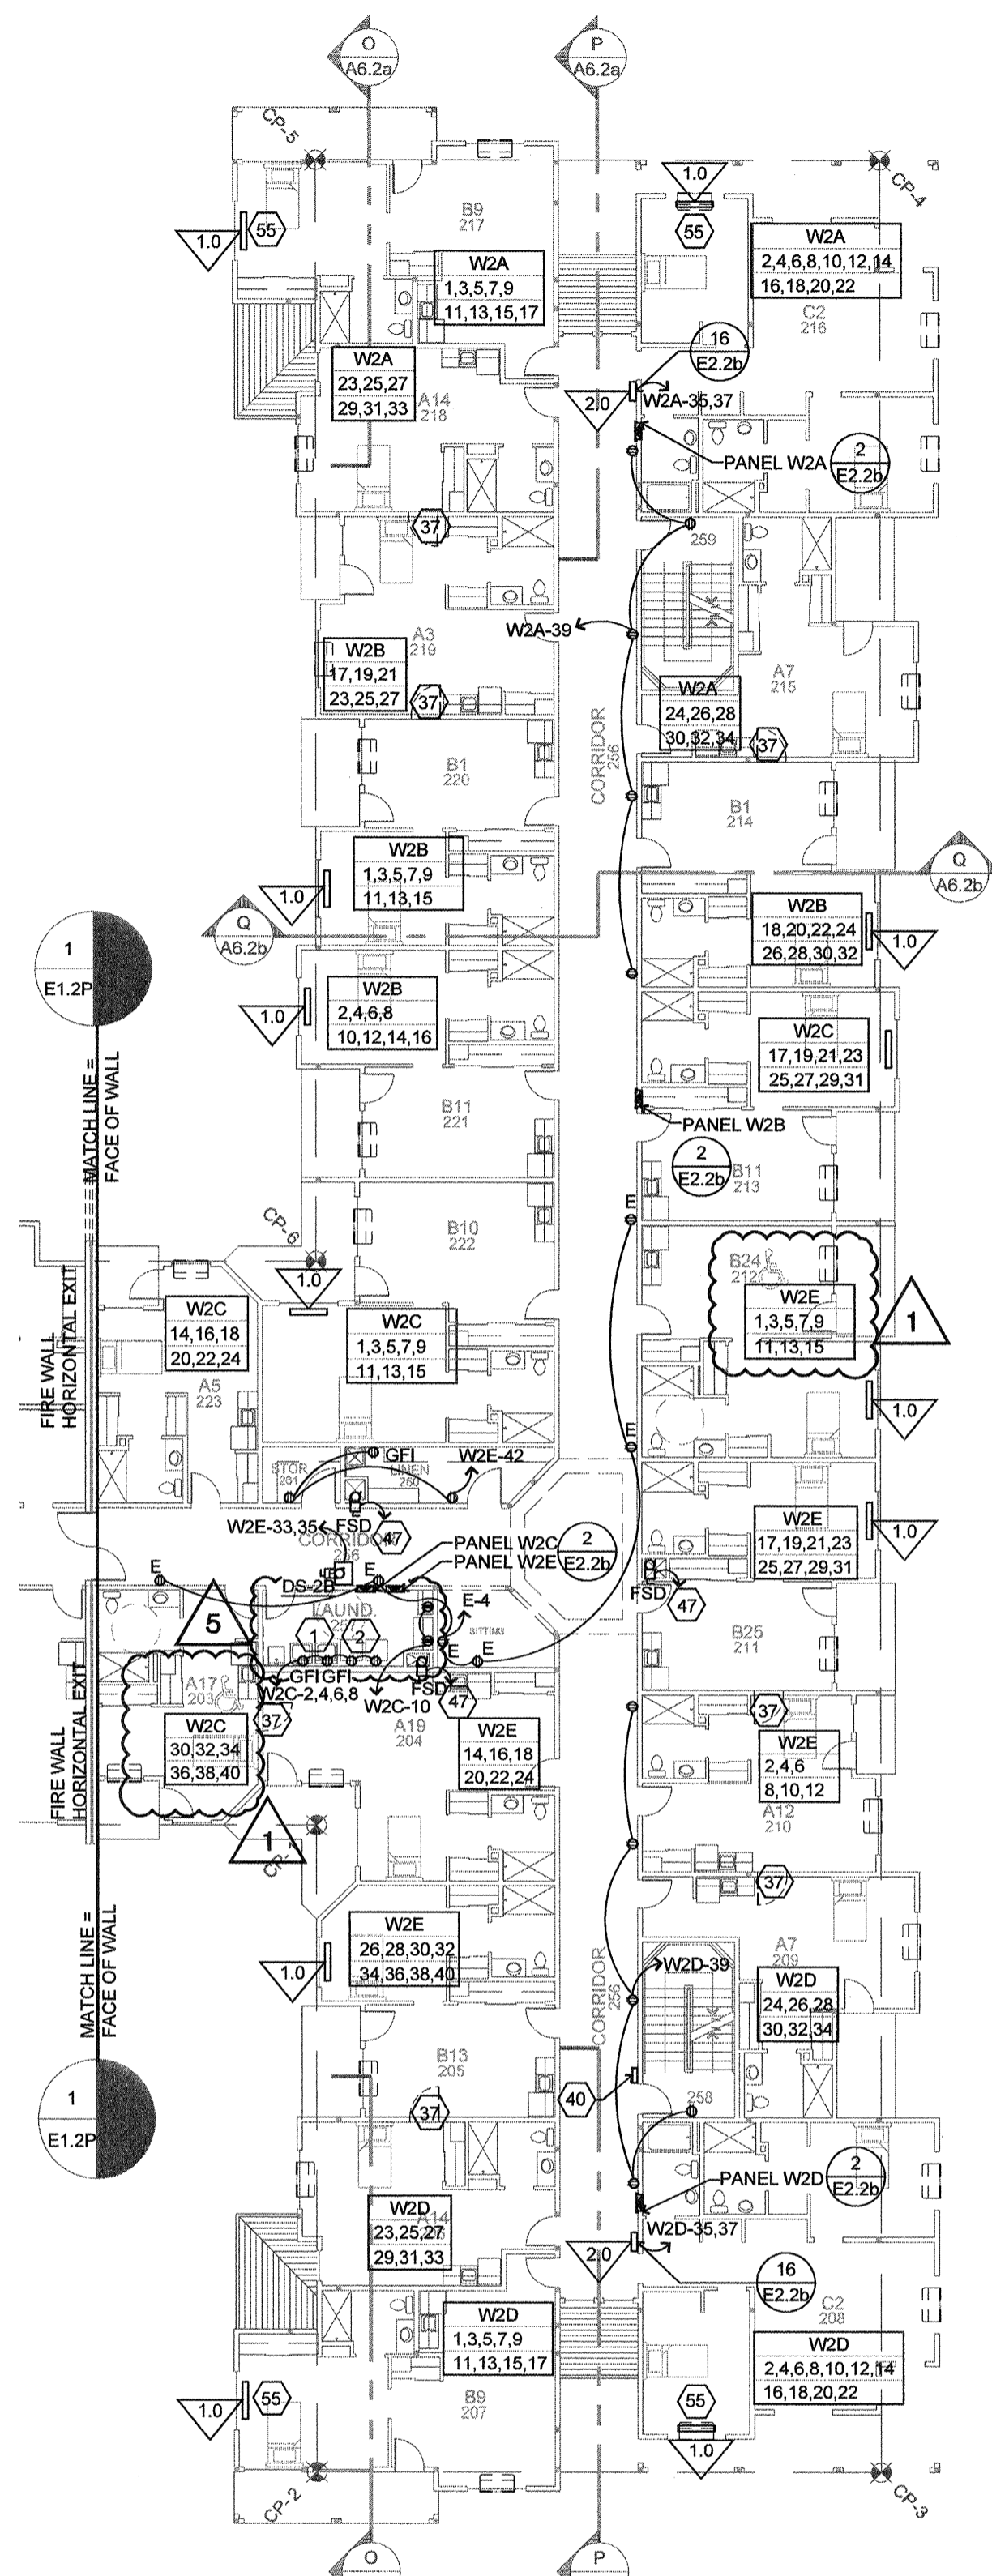 O
A6.2a
P
A6.2a
CP-5
1.0
CP-4
B9
217
55
1.0
55
W2A
2,4,6,8,10,12,14
16,18,20,22
W2A
1,3,5,7,9
11,13,15,17
C2
216
16
E2.2b
W2A
23,25,27
29,31,33
A14
218
2.0
W2A-35,37
PANEL W2A
2
E2.2b
37
259
W2A-39
A3
219
W2B
17,19,21
23,25,27
37
A7
215
W2A
24,26,28
30,32,34
37
CORRIDOR
256
B1
220
B1
214
W2B
1,3,5,7,9
11,13,15
1.0
Q
A6.2b
Q
A6.2b
W2B
18,20,22,24
26,28,30,32
1.0
1
E1.2P
W2B
2,4,6,8
10,12,14,16
1.0
W2C
17,19,21,23
25,27,29,31
MATCH LINE =
FACE OF WALL
B11
221
PANEL W2B
2
E2.2b
B11
213
E
CP-6
B10
222
1.0
B24
212
W2E
1,3,5,7,9
11,13,15
1
W2C
14,16,18
20,22,24
W2C
1,3,5,7,9
11,13,15
A5
223
FIRE WALL
HORIZONTAL EXIT
1.0
E
GFI
W2E-42
STOR
261
LINEN
260
W2E-33,35
FSD
47
CORRIDOR
256
PANEL W2C
PANEL W2E
2
E2.2b
W2E
17,19,21,23
25,27,29,31
1.0
E
E
DS-2B
FSD
47
5
LAUND.
E-4
1
2
SITTING
E
E
B25
211
GFI GFI
W2C-2,4,6,8
W2C-10
FSD
47
A17
203
37
A19
204
W2C
30,32,34
36,38,40
W2E
14,16,18
20,22,24
37
W2E
2,4,6
8,10,12
A12
210
FIRE WALL
HORIZONTAL EXIT
1
37
W2E
26,28,30,32
34,36,38,40
1.0
A7
209
W2D-39
W2D
24,26,28
30,32,34
MATCH LINE =
FACE OF WALL
CORRIDOR
256
B13
205
1
E1.2P
37
40
258
PANEL W2D
2
E2.2b
W2D
23,25,27
29,31,33
A14
W2D-35,37
2.0
16
E2.2b
C2
208
W2D
1,3,5,7,9
11,13,15,17
W2D
2,4,6,8,10,12,14
16,18,20,22
B9
207
55
1.0
55
1.0
CP-2
CP-3
O
P